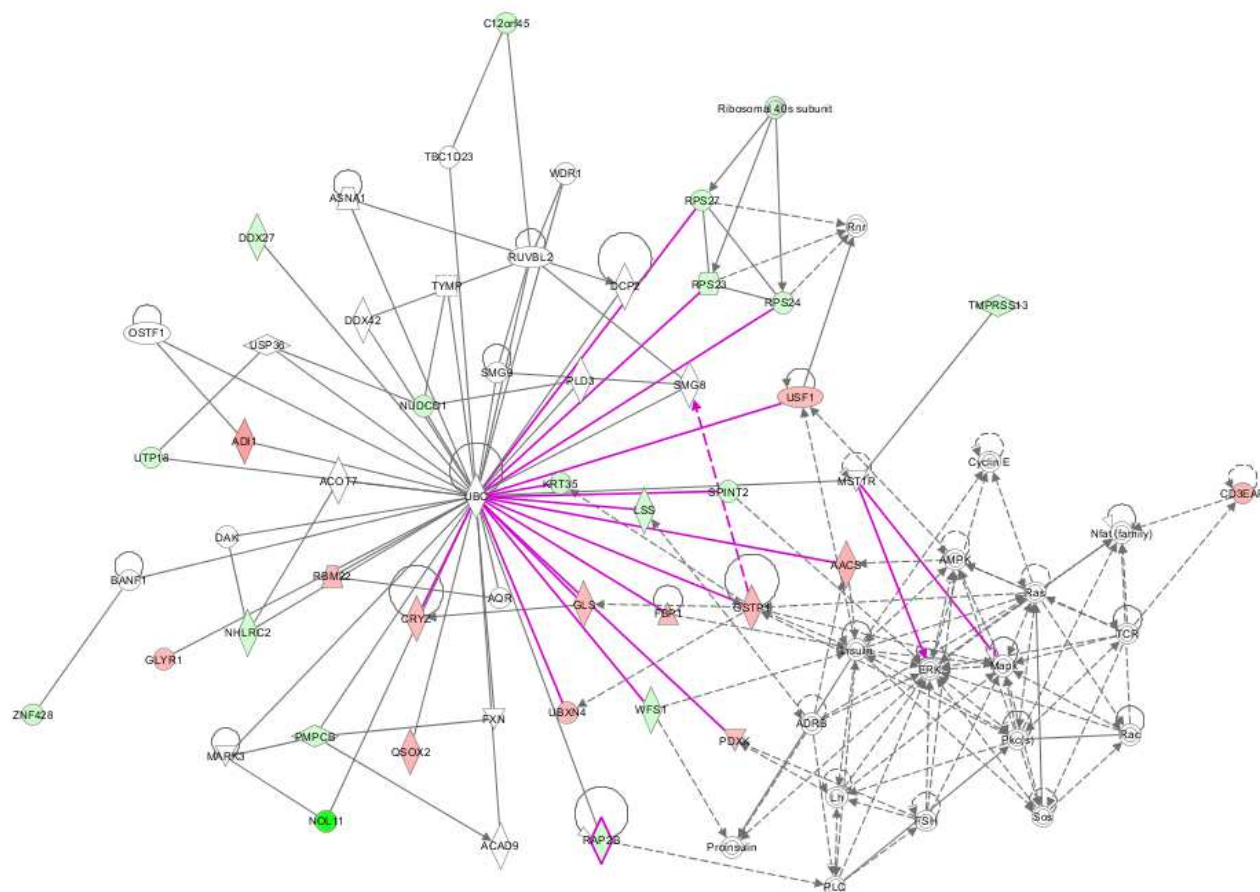 C12orf45
Ribosomal 40s subunit
TBC1D23
WDR1
ASNA1
RPS27
Rnr
DDX27
RUVBL2
DCP2
TYMP
RPS23
RPS24
TMPRSS13
DDX42
OSTF1
USP36
SMG9
PLD3
SMG8
USF1
NUDCD1
ADI1
UTP18
Cyclin E
ACOT7
UBC
KRT35
SPINT2
MST1R
CD3EAP
LSS
DAK
Nfat (family)
BANF1
RBM22
AQR
AACS
AMPK
CRYZ
GLS
FBR1
GSTP1
Ras
NHLRC2
TCR
GLYR1
Insulin
ERK
Mapk
ZNF428
FXN
UBXN4
WFS1
ADRB
PMPCB
PDXK
Pkc(s)
Rac
MARK3
QSOX2
Lh
NOL11
FSH
Sos
ACAD9
RAP2B
Proinsulin
PLC